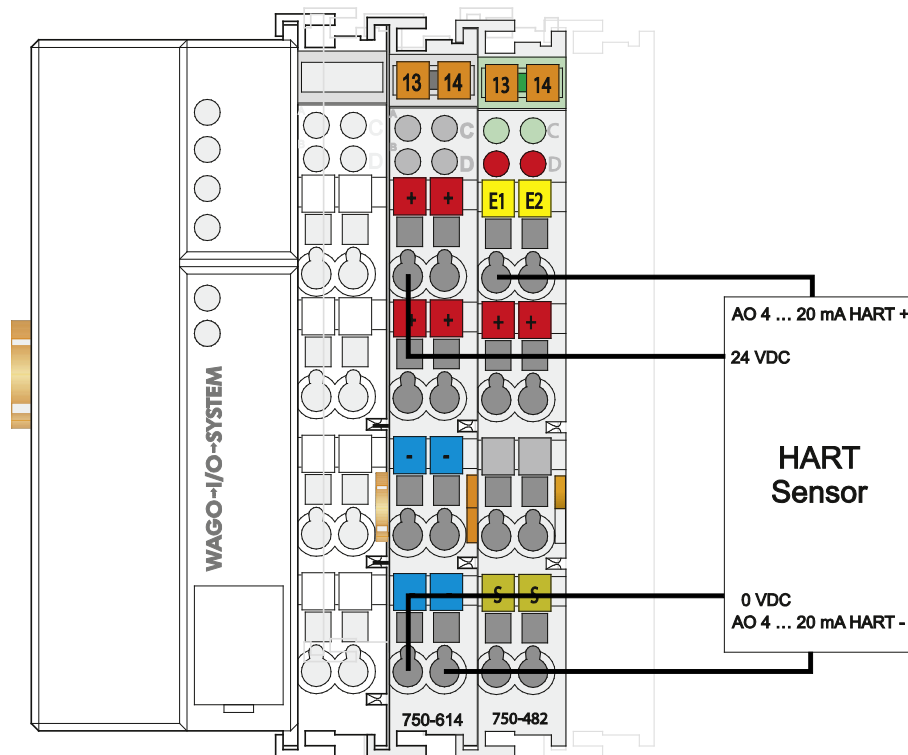 13 14 13 14
A C C C
B D D D
+ + E1 E2
AO 4 ... 20 mA HART +
+ + + +
24 VDC
WAGO I/O SYSTEM
- -
HART
Sensor
S S
0 VDC
AO 4 ... 20 mA HART -
750-614 750-482